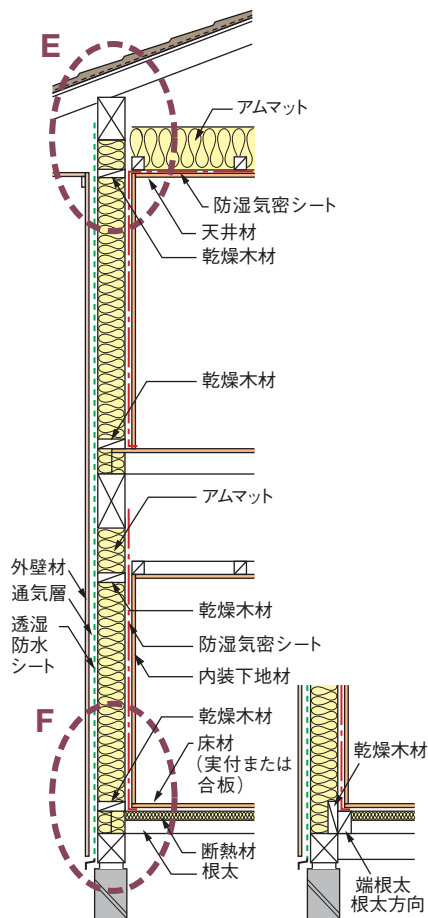 E
アムマット
防湿気密シート
天井材
乾燥木材
乾燥木材
アムマット
外壁材
通気層
透湿
防水
シート
乾燥木材
防湿気密シート
内装下地材
F
乾燥木材
床材
(実付または
合板)
断熱材
根太
乾燥木材
端根太
根太方向